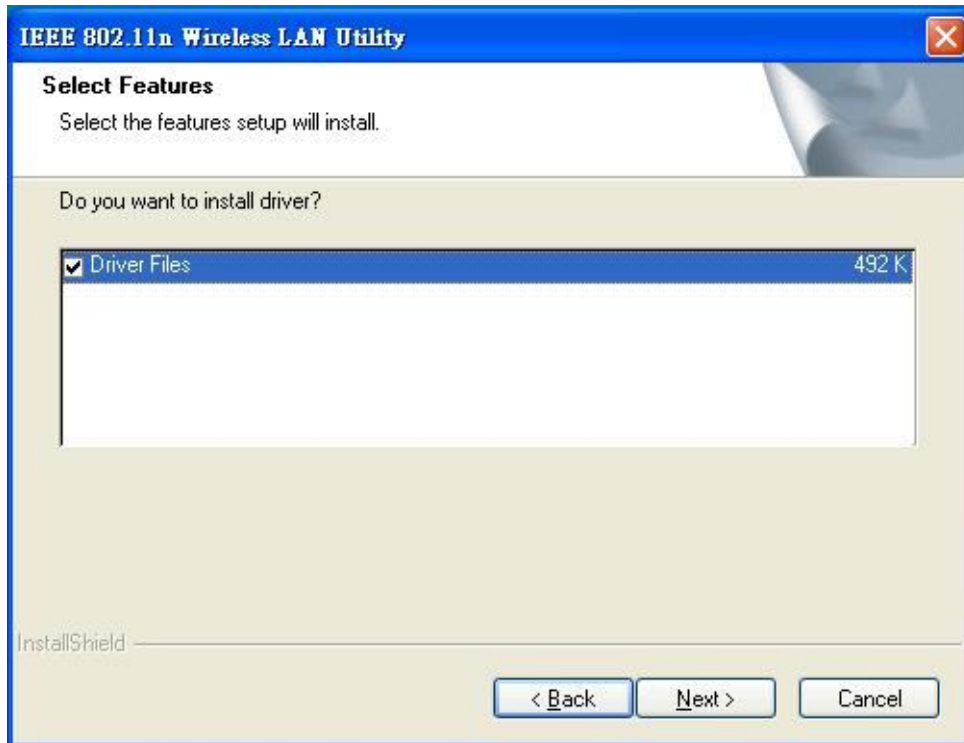 IEEE 802.11n Wireless LAN Utility
Select Features
Select the features setup will install.
Do you want to install driver?
Driver Files 492 K
InstallShield
< Back Next > Cancel